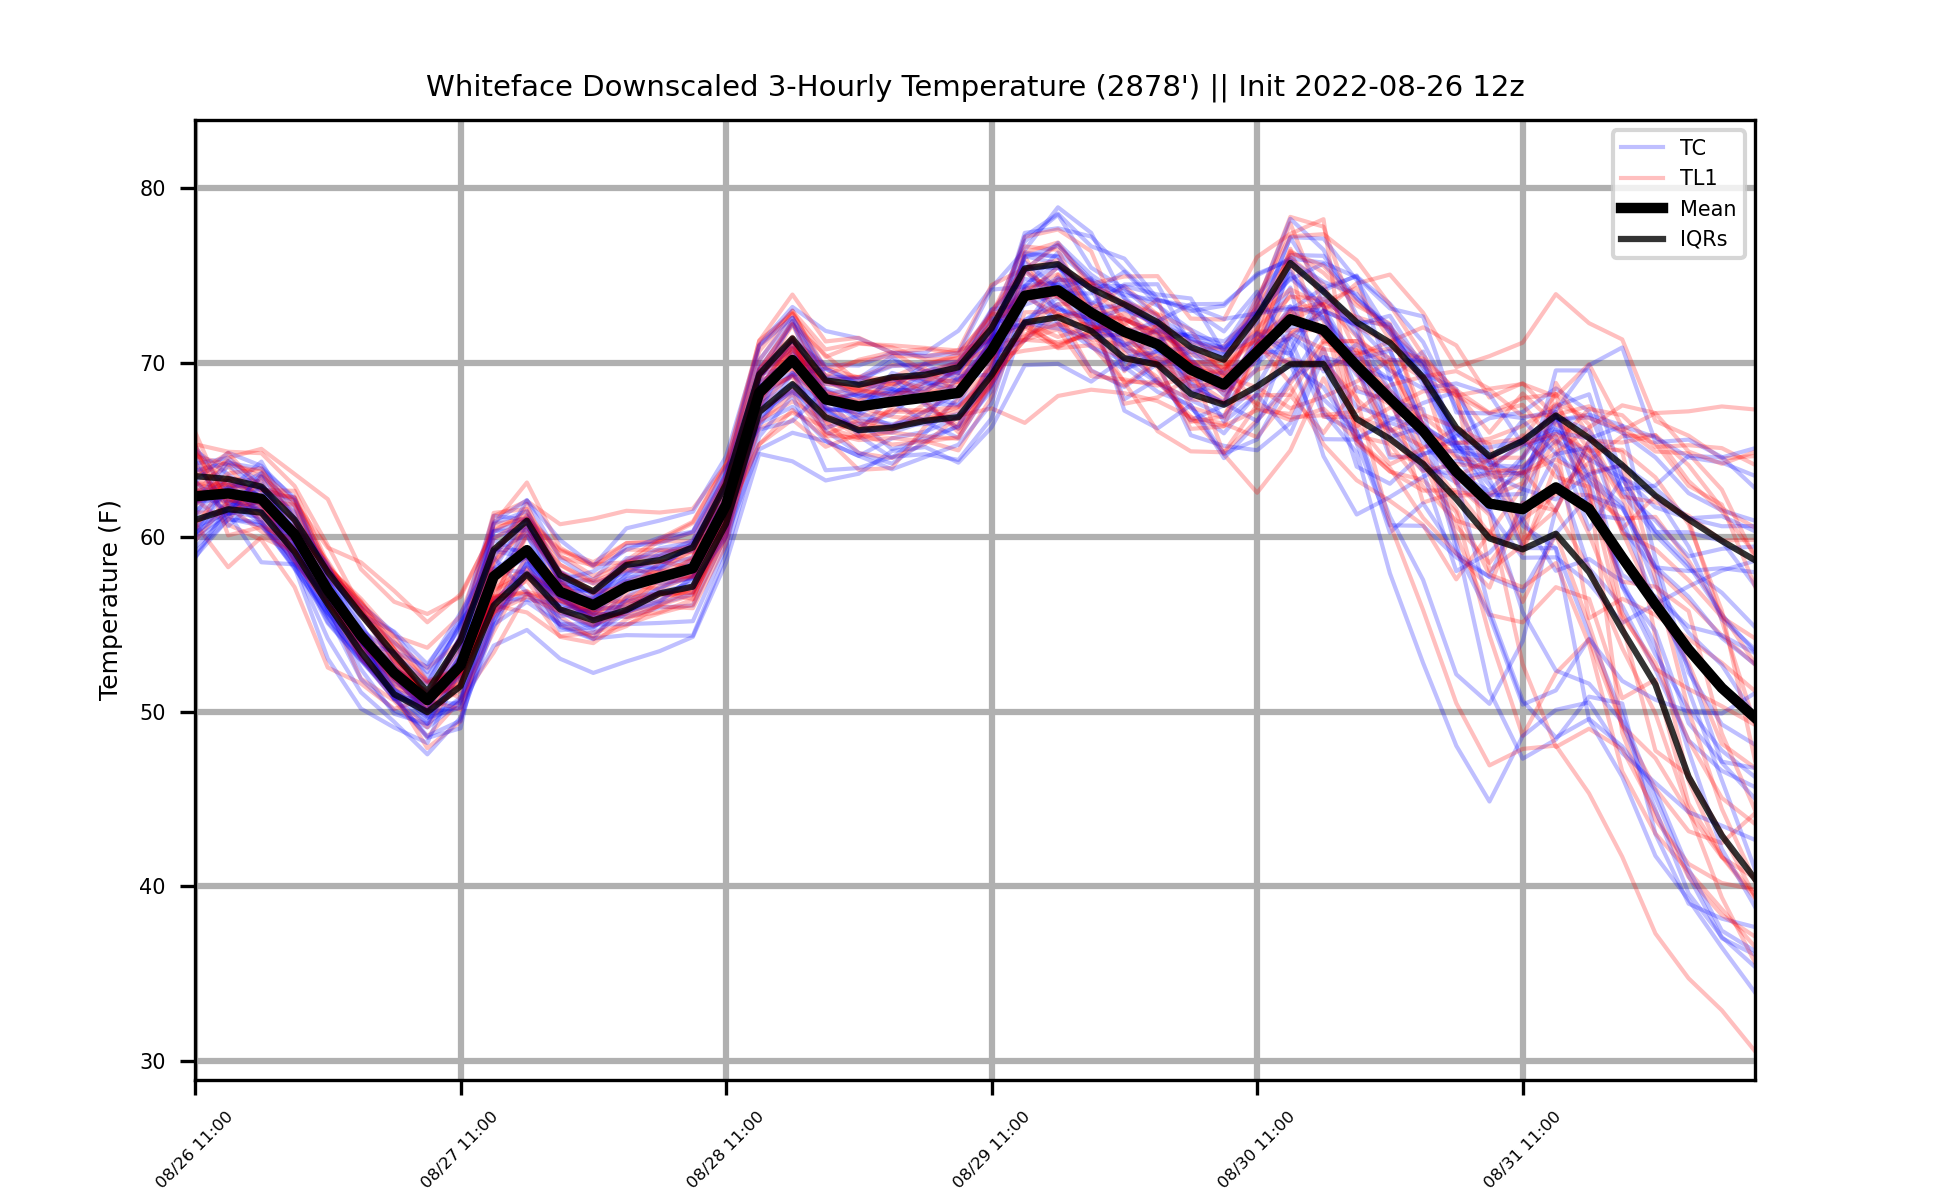 Whiteface Downscaled 3-Hourly Temperature (2878') || Init 2022-08-26 12z
TC
TL1
Mean
IQRs
Temperature (F)
80
70
60
50
40
30
08/26 11:00
08/27 11:00
08/28 11:00
08/29 11:00
08/30 11:00
08/31 11:00